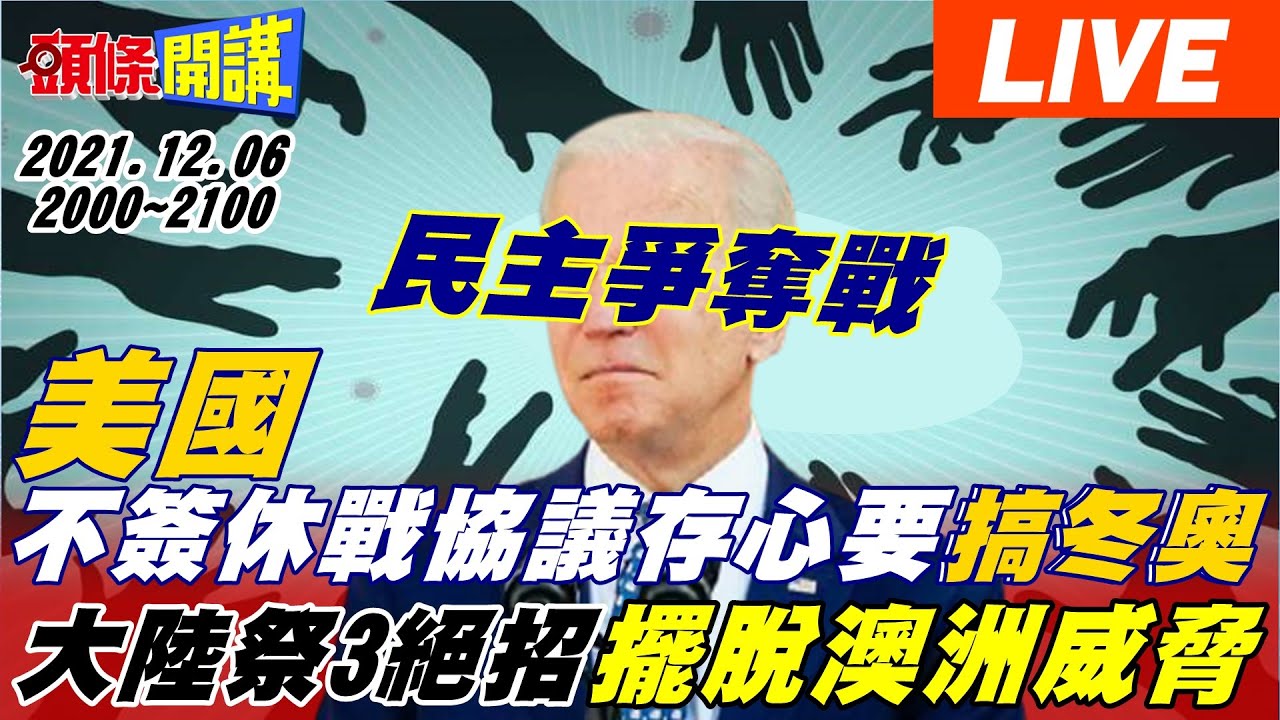 頭條開講
LIVE
2021.12.06
2000~2100
民主爭奪戰
美國
不簽休戰協議存心要搞冬奧
大陸祭3絕招擺脫澳洲威脅